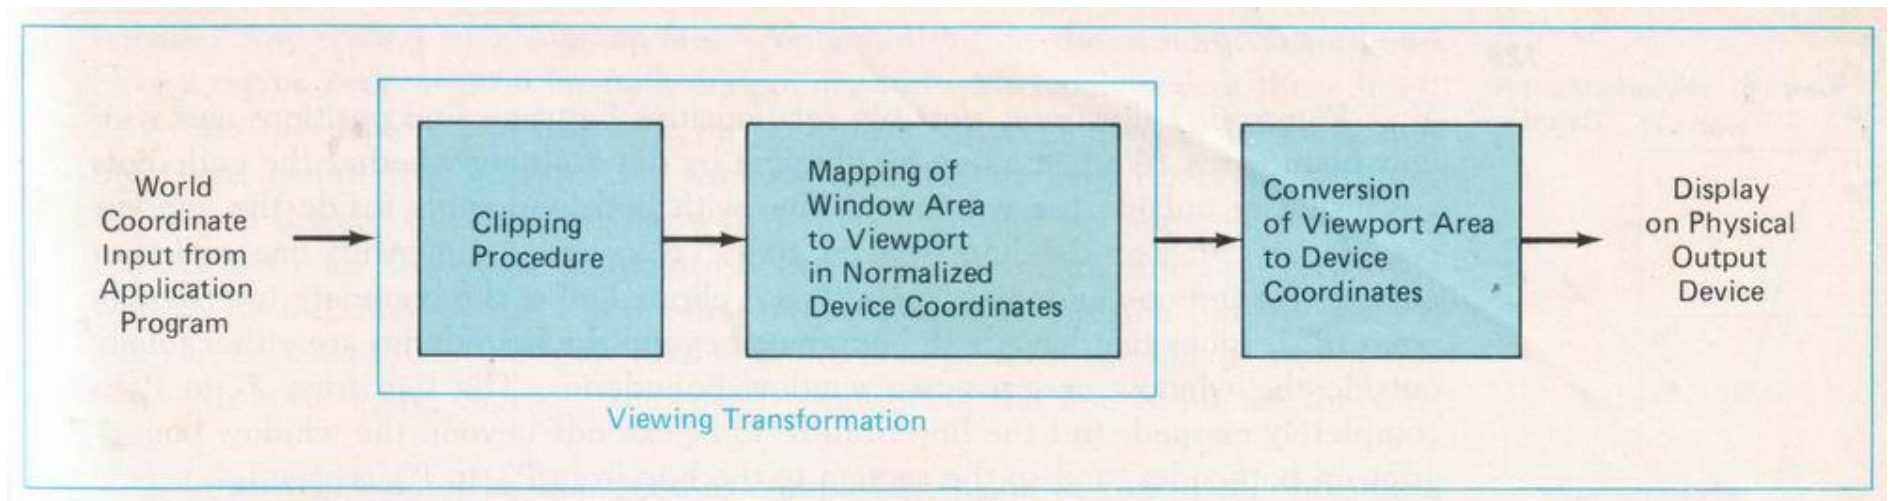 World
Coordinate
Input from
Application
Program
Clipping
Procedure
Mapping of
Window Area
to Viewport
in Normalized
Device Coordinates
Conversion
of Viewport Area
to Device
Coordinates
Display
on Physical
Output
Device
Viewing Transformation